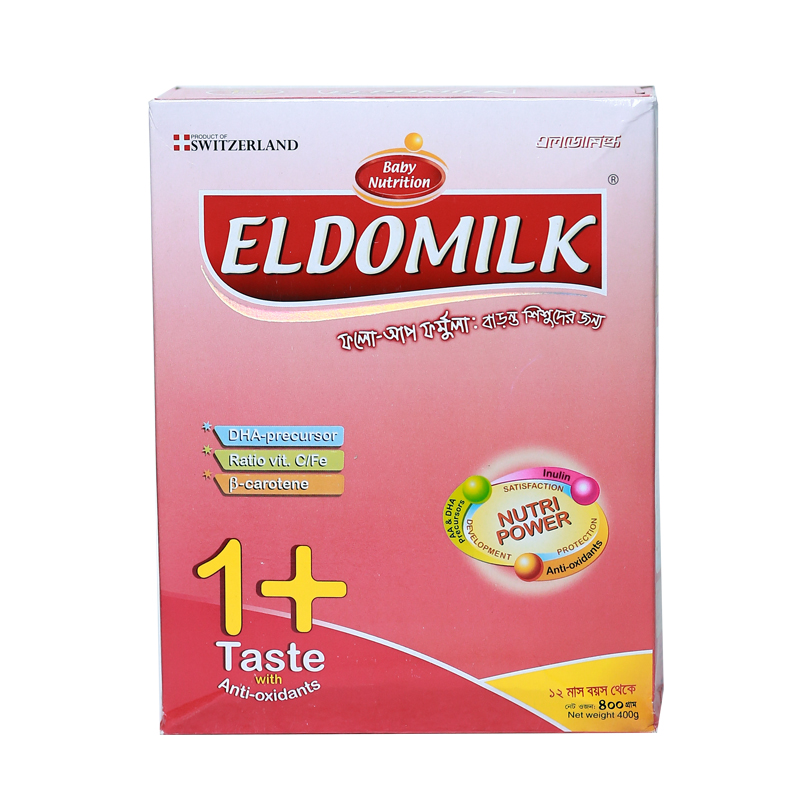 PRODUCT OF
SWITZERLAND
এলডোমিল্ক
Baby
Nutrition
®
ELDOMILK
ফলো-আপ ফর্মুলা: বাড়ন্ত শিশুদের জন্য
DHA-precursor
Ratio vit. C/Fe
β-carotene
Inulin
SATISFACTION
AA & DHA
Precursors
NUTRI
POWER
DEVELOPMENT
PROTECTION
Anti-oxidants
1+
Taste
with
Anti-oxidants
১২ মাস বয়স থেকে
নেট ওজন: ৪০০ গ্রাম
Net weight 400g